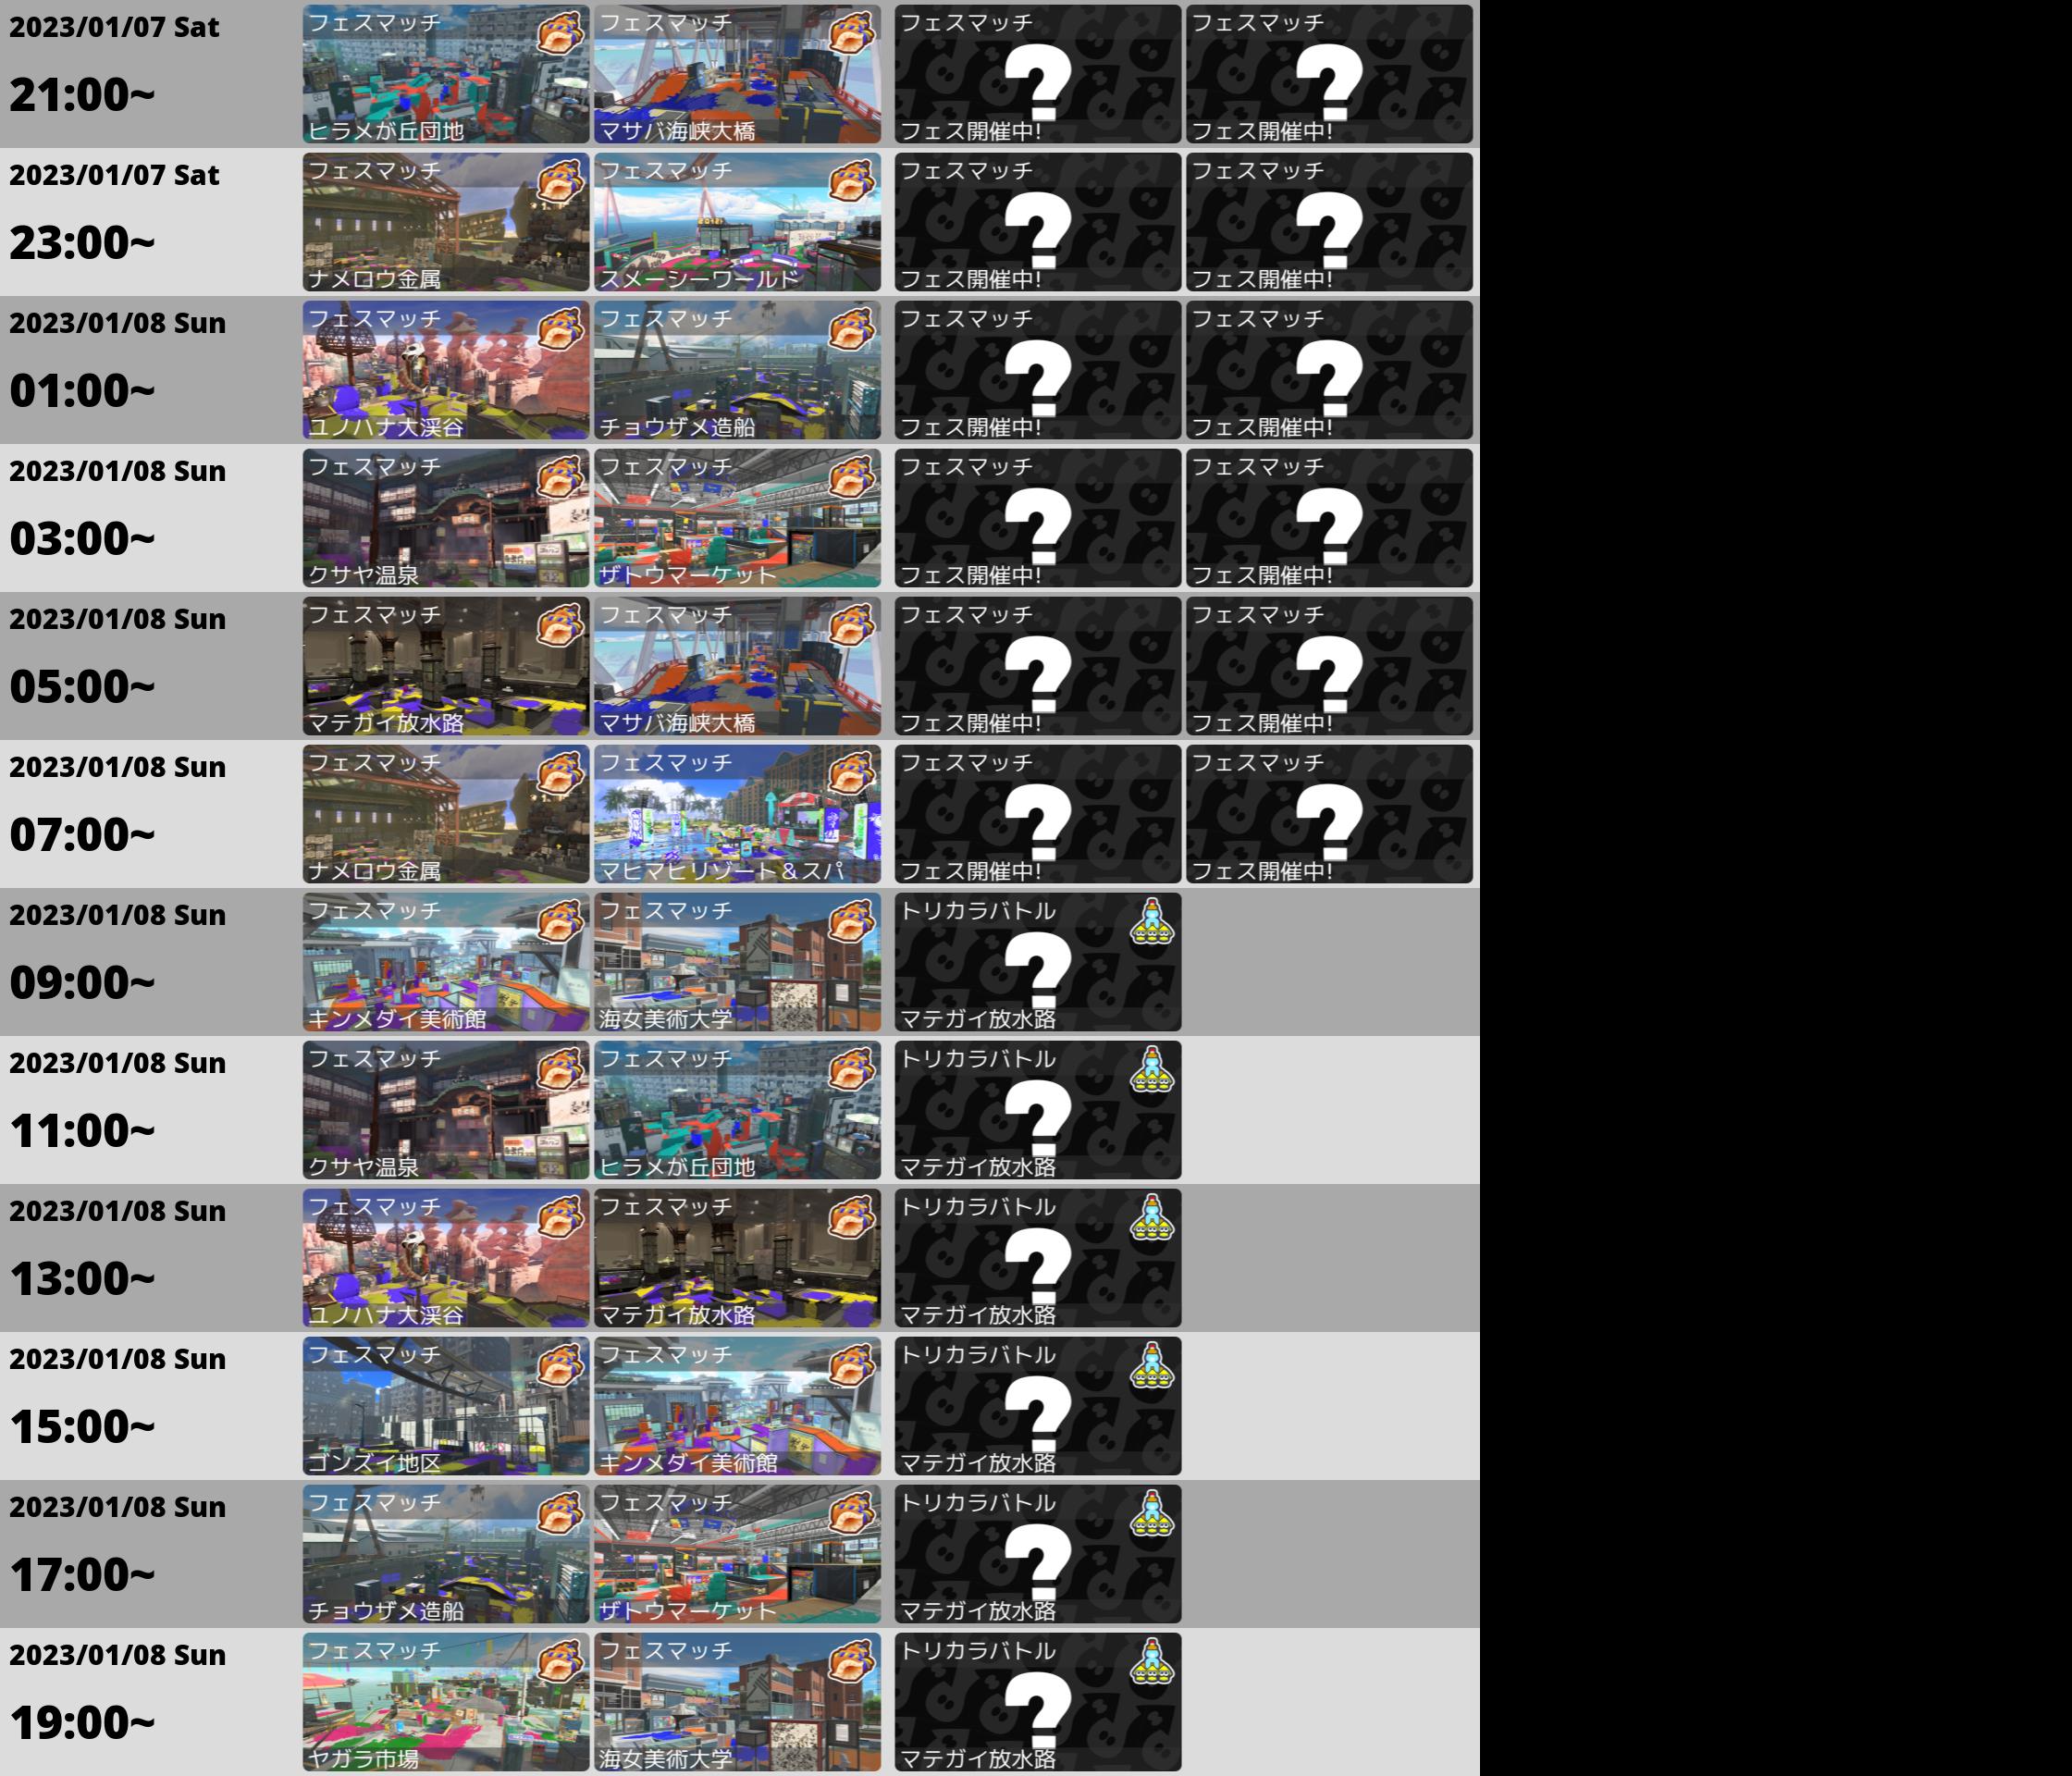 2023/01/07 Sat
21:00~
フェスマッチ
ヒラメが丘団地
フェスマッチ
マサバ海峡大橋
フェスマッチ
?
フェス開催中!
フェスマッチ
?
フェス開催中!
2023/01/07 Sat
23:00~
フェスマッチ
ナメロウ金属
フェスマッチ
スメーシーワールド
フェスマッチ
?
フェス開催中!
フェスマッチ
?
フェス開催中!
2023/01/08 Sun
01:00~
フェスマッチ
ユノハナ大渓谷
フェスマッチ
チョウザメ造船
フェスマッチ
?
フェス開催中!
フェスマッチ
?
フェス開催中!
2023/01/08 Sun
03:00~
フェスマッチ
クサヤ温泉
フェスマッチ
ザトウマーケット
フェスマッチ
?
フェス開催中!
フェスマッチ
?
フェス開催中!
2023/01/08 Sun
05:00~
フェスマッチ
マテガイ放水路
フェスマッチ
マサバ海峡大橋
フェスマッチ
?
フェス開催中!
フェスマッチ
?
フェス開催中!
2023/01/08 Sun
07:00~
フェスマッチ
ナメロウ金属
フェスマッチ
マヒマヒリゾート＆スパ
フェスマッチ
?
フェス開催中!
フェスマッチ
?
フェス開催中!
2023/01/08 Sun
09:00~
フェスマッチ
キンメダイ美術館
フェスマッチ
海女美術大学
トリカラバトル
?
マテガイ放水路
2023/01/08 Sun
11:00~
フェスマッチ
クサヤ温泉
フェスマッチ
ヒラメが丘団地
トリカラバトル
?
マテガイ放水路
2023/01/08 Sun
13:00~
フェスマッチ
ユノハナ大渓谷
フェスマッチ
マテガイ放水路
トリカラバトル
?
マテガイ放水路
2023/01/08 Sun
15:00~
フェスマッチ
ゴンズイ地区
フェスマッチ
キンメダイ美術館
トリカラバトル
?
マテガイ放水路
2023/01/08 Sun
17:00~
フェスマッチ
チョウザメ造船
フェスマッチ
ザトウマーケット
トリカラバトル
?
マテガイ放水路
2023/01/08 Sun
19:00~
フェスマッチ
ヤガラ市場
フェスマッチ
海女美術大学
トリカラバトル
?
マテガイ放水路